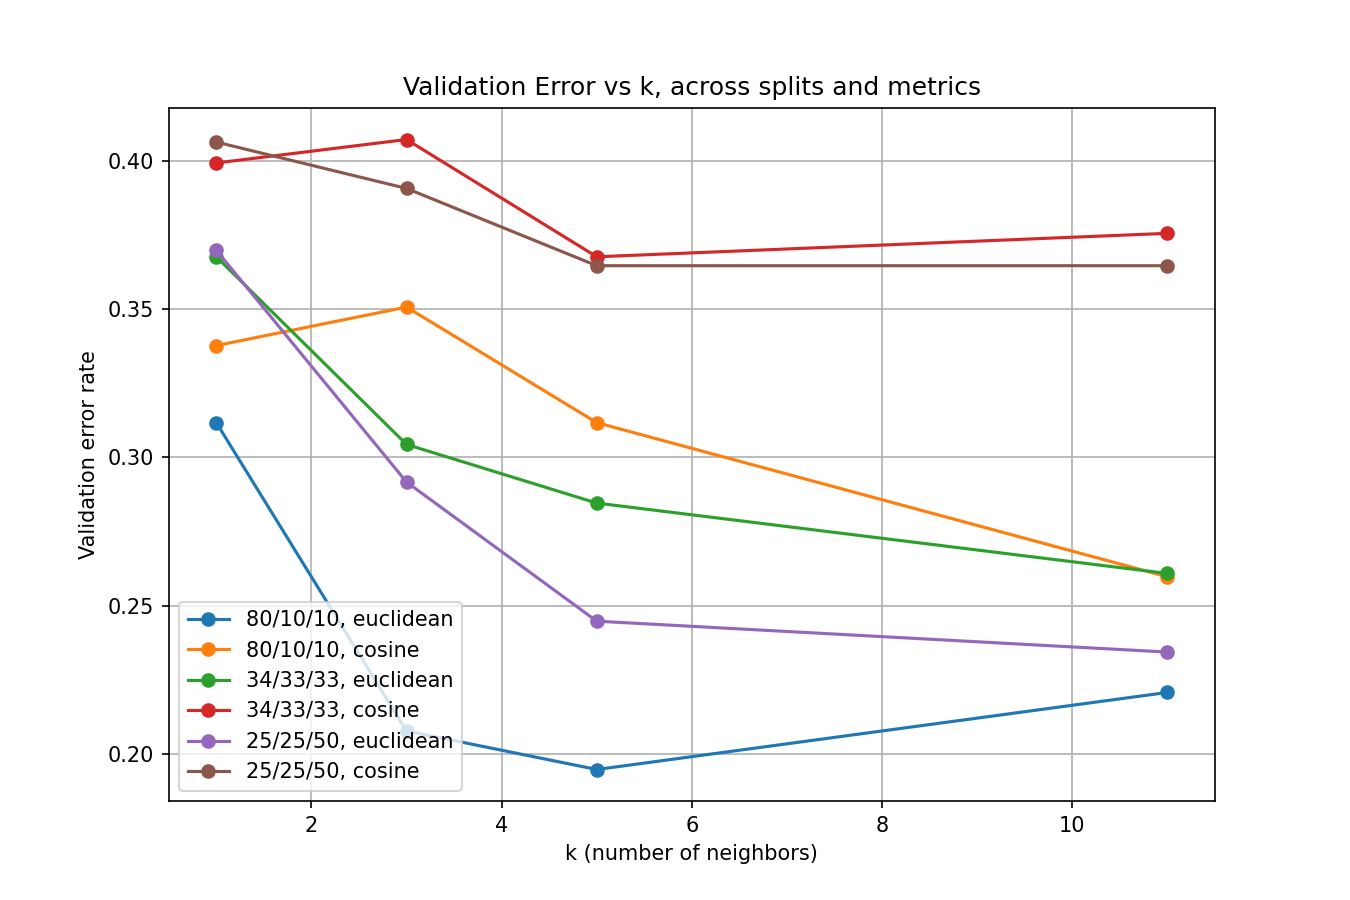 Validation Error vs k, across splits and metrics
Validation error rate
0.40
0.35
0.30
0.25
0.20
80/10/10, euclidean
80/10/10, cosine
34/33/33, euclidean
34/33/33, cosine
25/25/50, euclidean
25/25/50, cosine
2 4 6 8 10
k (number of neighbors)